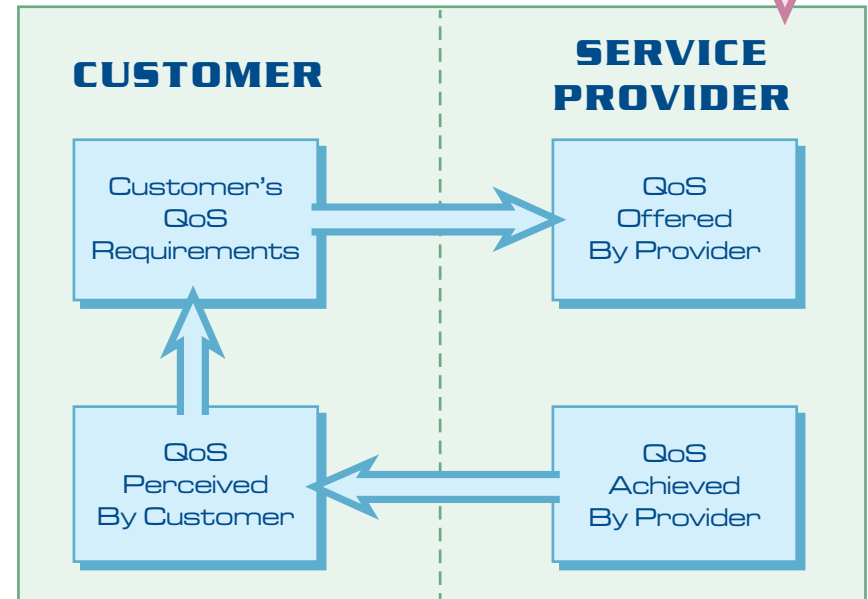 CUSTOMER
SERVICE
PROVIDER
Customer's
QoS
Requirements
QoS
Offered
By Provider
QoS
Perceived
By Customer
QoS
Achieved
By Provider